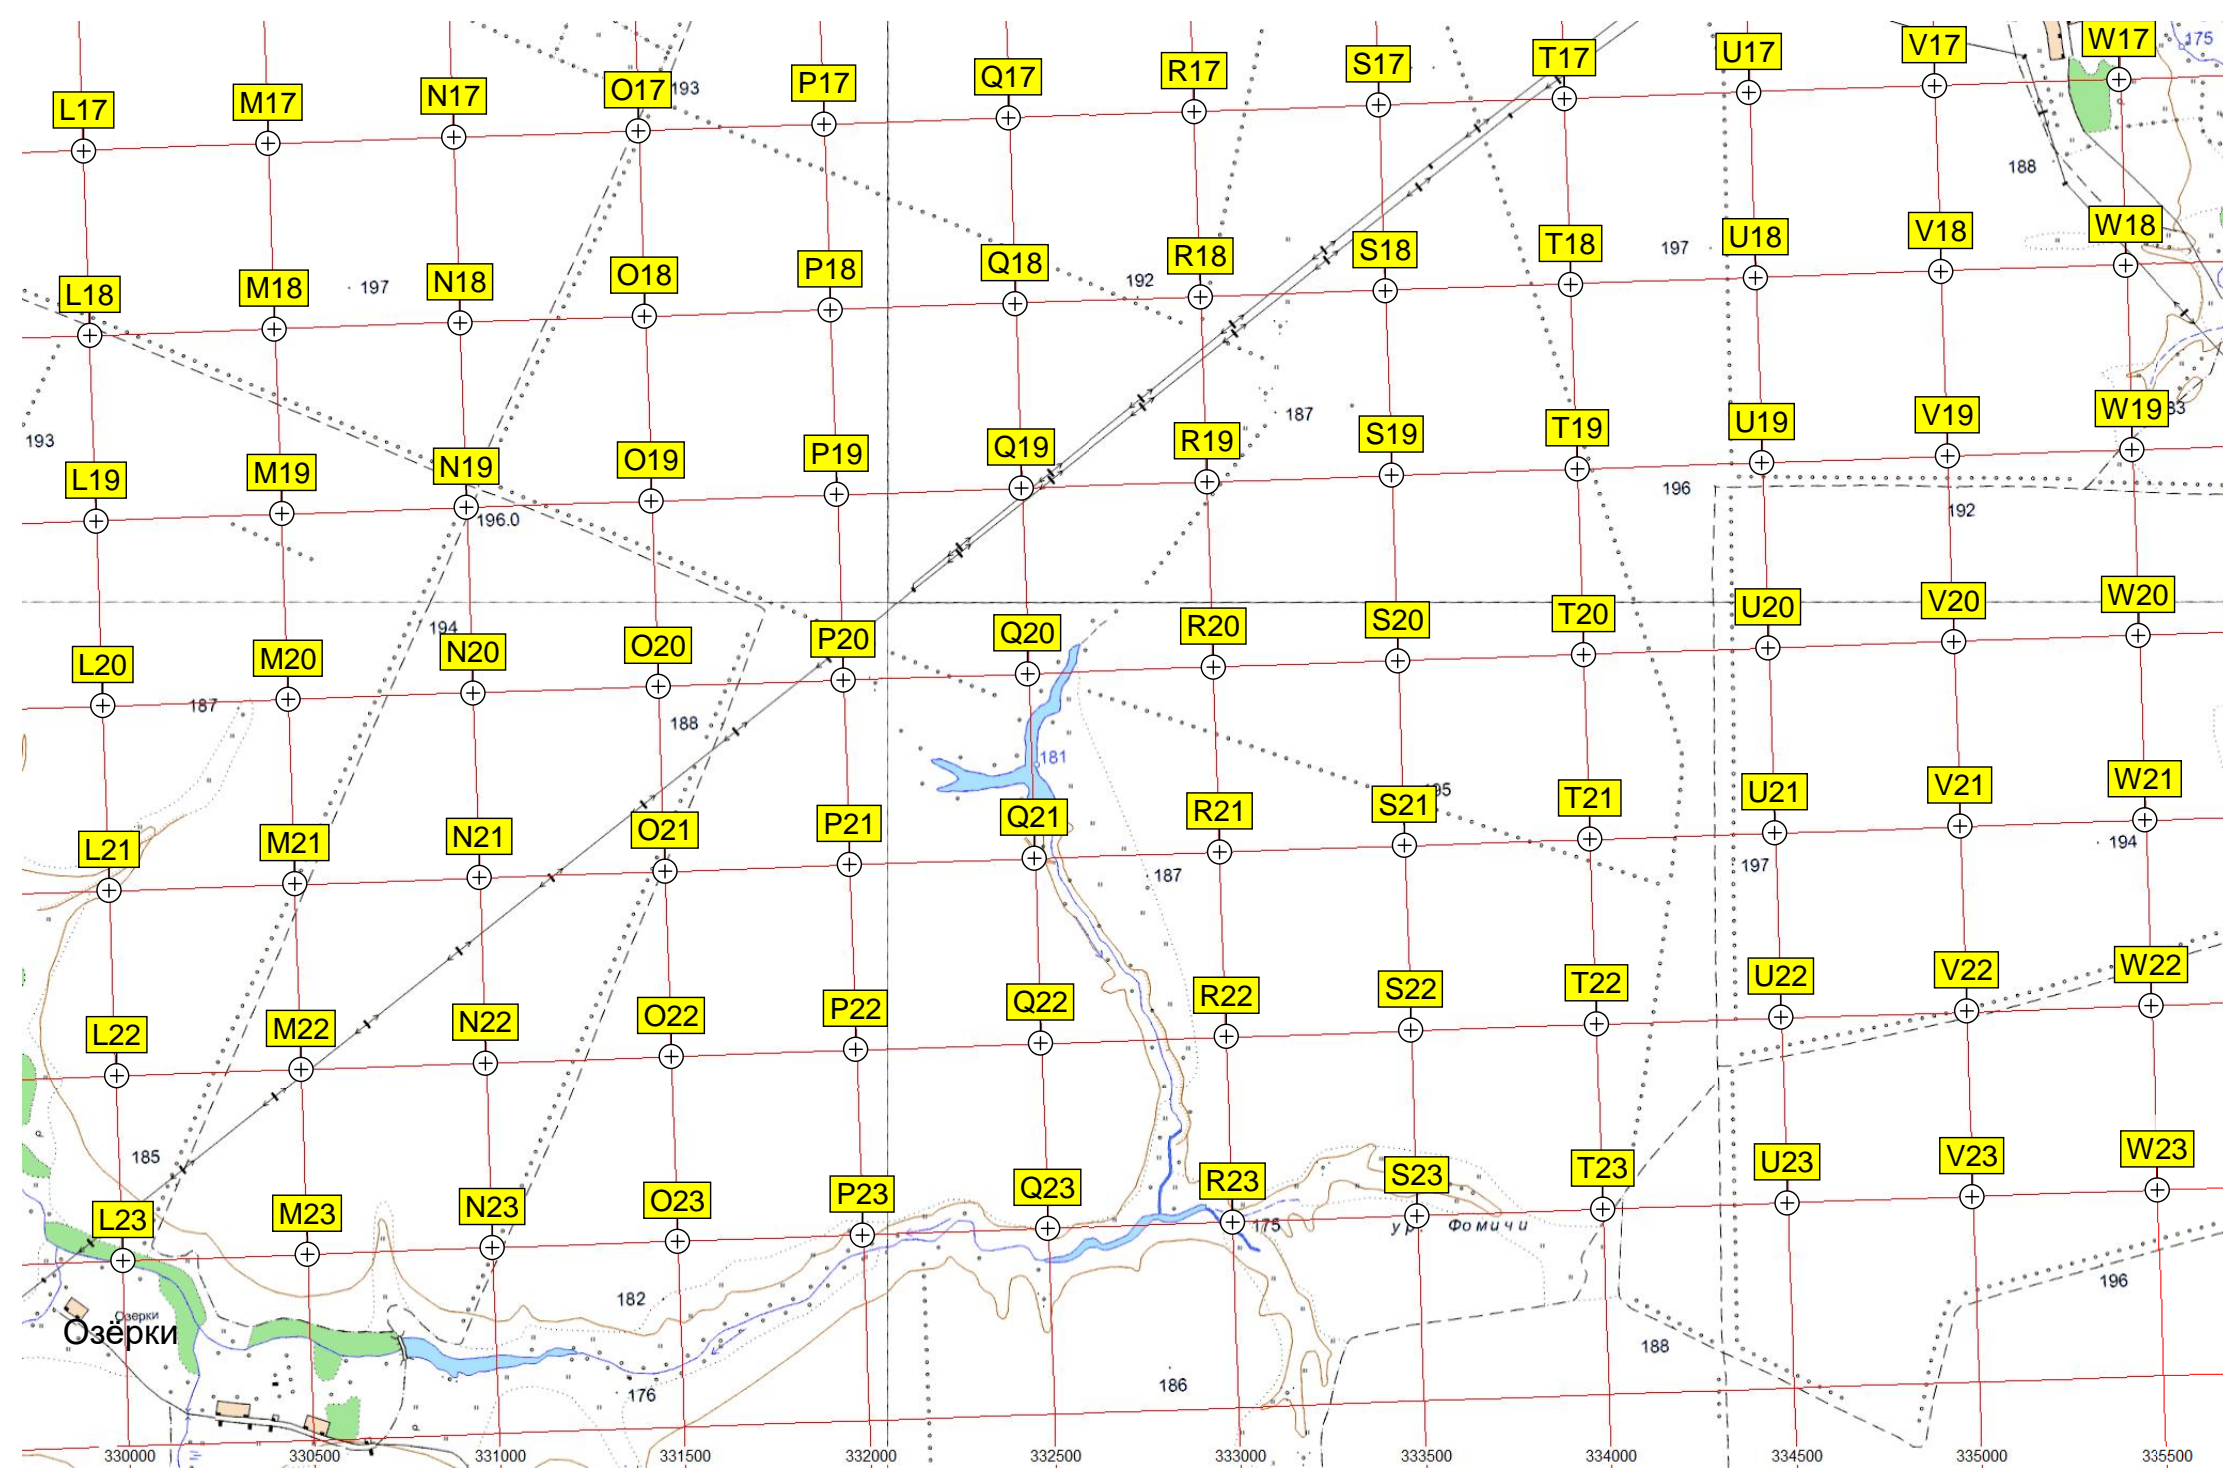 L17 M17 N17 O17 193 P17 Q17 R17 S17 T17 U17 V17 W17 175
188
L18 M18 197 N18 O18 P18 Q18 192 R18 S18 T18 197 U18 V18 W18
193 187
L19 M19 N19 O19 P19 Q19 R19 S19 T19 U19 V19 W19
196.0 196 192
194
L20 M20 N20 O20 P20 Q20 R20 S20 T20 U20 V20 W20
187 188 181
L21 M21 N21 O21 P21 Q21 R21 S21 T21 U21 V21 W21
187 197 194
L22 M22 N22 O22 P22 Q22 R22 S22 T22 U22 V22 W22
185
L23 M23 N23 O23 P23 Q23 R23 S23 T23 U23 V23 W23
175 ур. Фомичи
182 196
Озерки
Озёрки
188
176 186
330000 330500 331000 331500 332000 332500 333000 333500 334000 334500 335000 335500